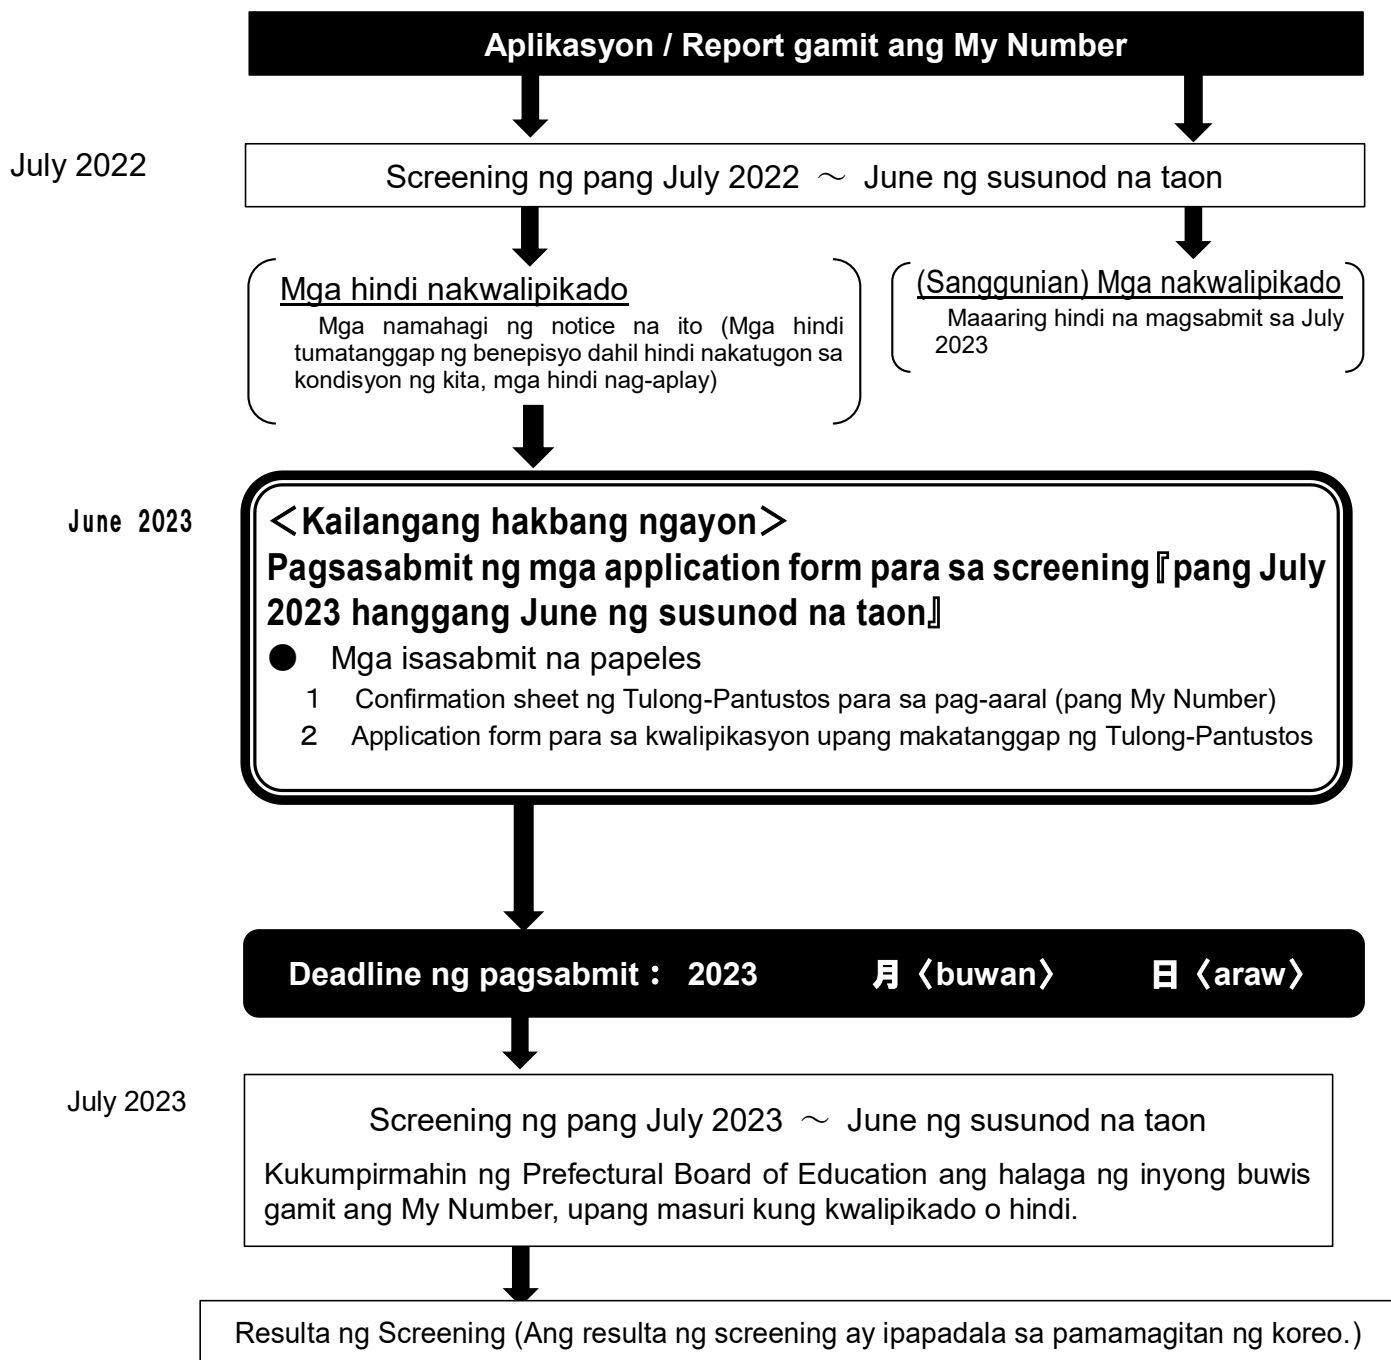 Aplikasyon / Report gamit ang My Number
July 2022
Screening ng pang July 2022 ～ June ng susunod na taon
Mga hindi nakwalipikado
Mga namahagi ng notice na ito (Mga hindi
tumatanggap ng benepisyo dahil hindi nakatugon sa
kondisyon ng kita, mga hindi nag-aplay)
(Sanggunian) Mga nakwalipikado
Maaaring hindi na magsabmit sa July
2023
June 2023
＜Kailangang hakbang ngayon＞
Pagsasabmit ng mga application form para sa screening『pang July
2023 hanggang June ng susunod na taon』
● Mga isasabmit na papeles
1 Confirmation sheet ng Tulong-Pantustos para sa pag-aaral (pang My Number)
2 Application form para sa kwalipikasyon upang makatanggap ng Tulong-Pantustos
Deadline ng pagsabmit： 2023 月〈buwan〉 日〈araw〉
July 2023
Screening ng pang July 2023 ～ June ng susunod na taon
Kukumpirmahin ng Prefectural Board of Education ang halaga ng inyong buwis
gamit ang My Number, upang masuri kung kwalipikado o hindi.
Resulta ng Screening (Ang resulta ng screening ay ipapadala sa pamamagitan ng koreo.)